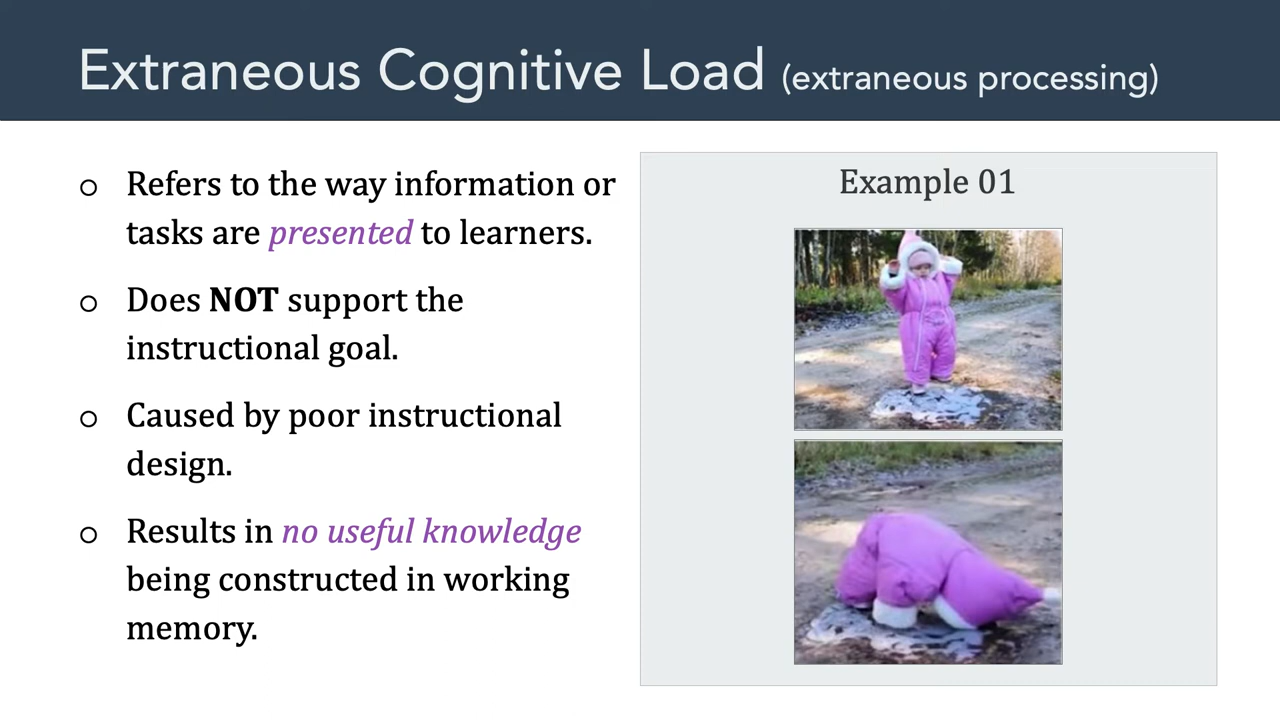 Extraneous Cognitive Load (extraneous processing)
○ Refers to the way information or
tasks are presented to learners.
○ Does NOT support the
instructional goal.
○ Caused by poor instructional
design.
○ Results in no useful knowledge
being constructed in working
memory.
Example 01